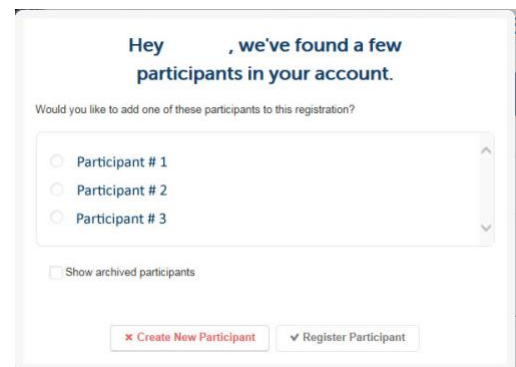 Hey , we've found a few
participants in your account.
Would you like to add one of these participants to this registration?
Participant # 1
Participant # 2
Participant # 3
Show archived participants
× Create New Participant ✔ Register Participant